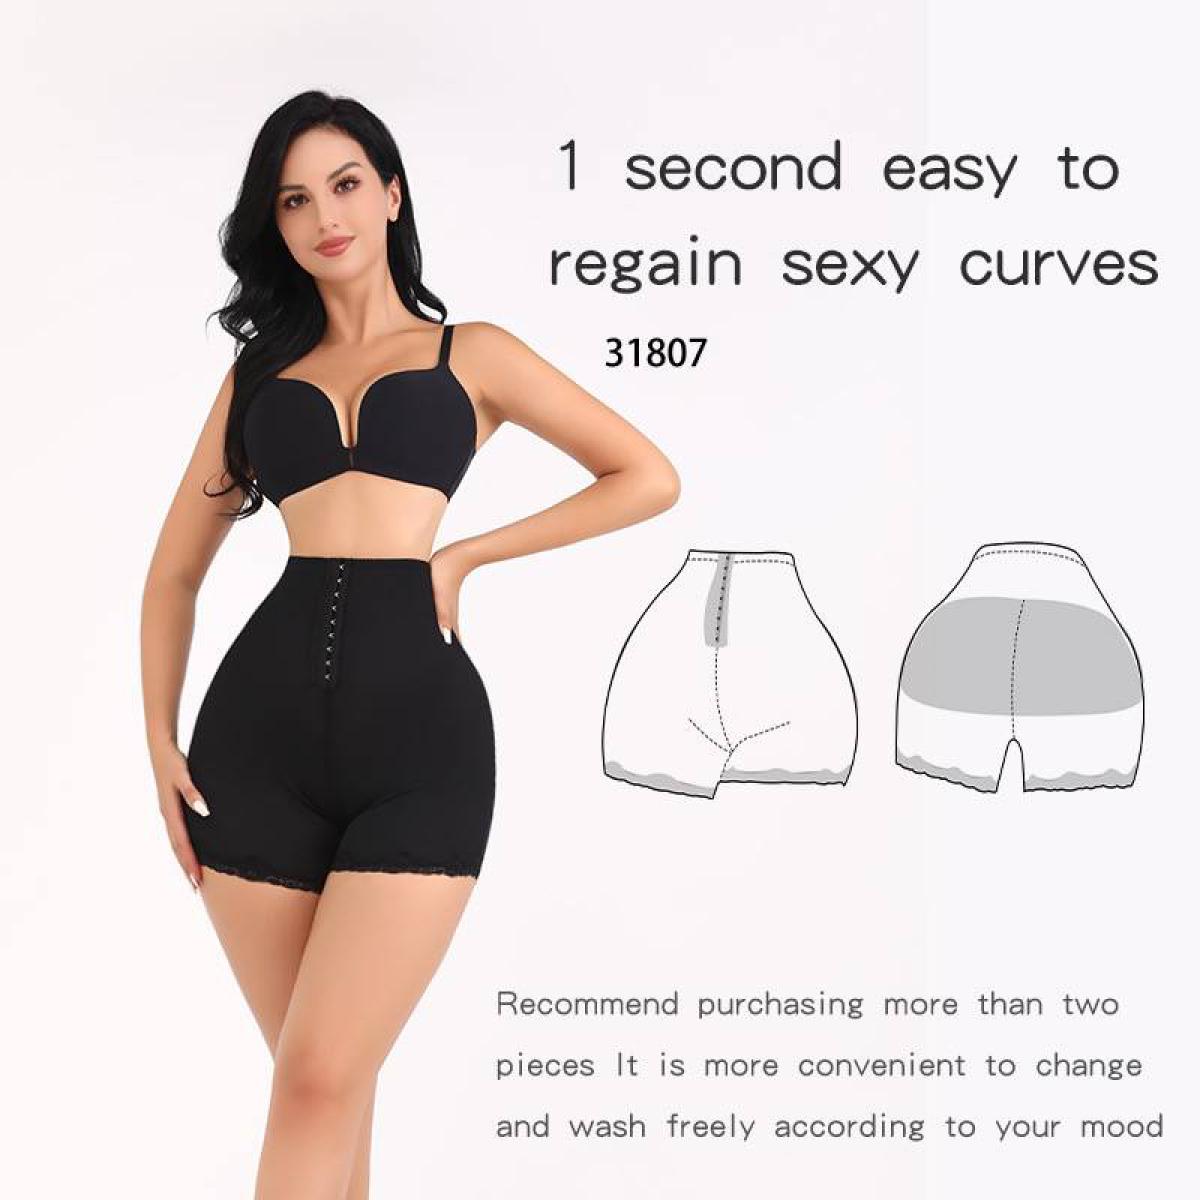 1 second easy to
regain sexy curves
31807
Recommend purchasing more than two
pieces It is more convenient to change
and wash freely according to your mood